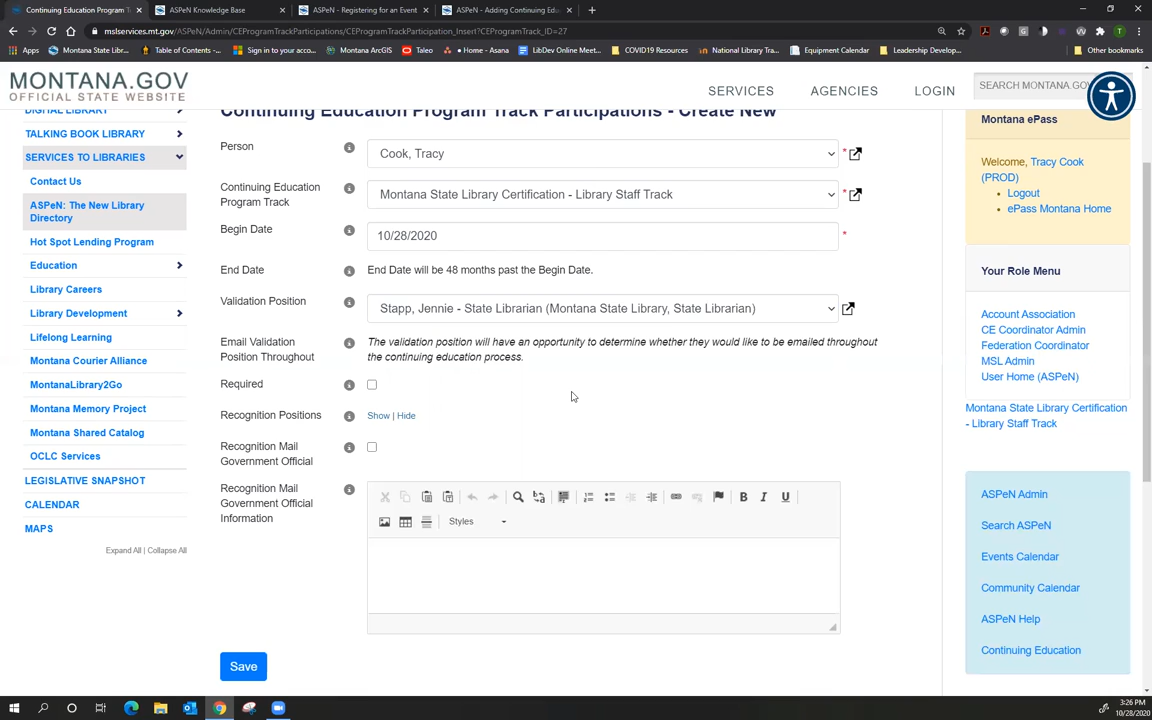 Continuing Education Program T
ASPeN Knowledge Base
ASPeN - Registering for an Event
ASPeN - Adding Continuing Edu
mslservices.mt.gov/ASPeN/Admin/CEProgramTrackParticipations/CEProgramTrackParticipation_Insert?CEProgramTrack_ID=27
Apps
Montana State Libr...
Table of Contents -...
Sign in to your acco...
Montana ArcGIS
Taleo
Home - Asana
LibDev Online Meet...
COVID19 Resources
National Library Tra...
Equipment Calendar
Leadership Develop...
Other bookmarks
MONTANA.GOV
OFFICIAL STATE WEBSITE
SERVICES
AGENCIES
LOGIN
SEARCH MONTANA.GOV
DIGITAL LIBRARY
TALKING BOOK LIBRARY
SERVICES TO LIBRARIES
Contact Us
ASPeN: The New Library
Directory
Hot Spot Lending Program
Education
Library Careers
Library Development
Lifelong Learning
Montana Courier Alliance
MontanaLibrary2Go
Montana Memory Project
Montana Shared Catalog
OCLC Services
LEGISLATIVE SNAPSHOT
CALENDAR
MAPS
Expand All | Collapse All
Continuing Education Program Track Participations - Create New
Person
Cook, Tracy
*
Continuing Education
Program Track
Montana State Library Certification - Library Staff Track
*
Begin Date
10/28/2020
*
End Date
End Date will be 48 months past the Begin Date.
Validation Position
Stapp, Jennie - State Librarian (Montana State Library, State Librarian)
Email Validation
Position Throughout
The validation position will have an opportunity to determine whether they would like to be emailed throughout
the continuing education process.
Required
Recognition Positions
Show | Hide
Recognition Mail
Government Official
Recognition Mail
Government Official
Information
B I U
Styles
Save
Montana ePass
Welcome, Tracy Cook
(PROD)
Logout
ePass Montana Home
Your Role Menu
Account Association
CE Coordinator Admin
Federation Coordinator
MSL Admin
User Home (ASPeN)
Montana State Library Certification
- Library Staff Track
ASPeN Admin
Search ASPeN
Events Calendar
Community Calendar
ASPeN Help
Continuing Education
3:26 PM
10/28/2020